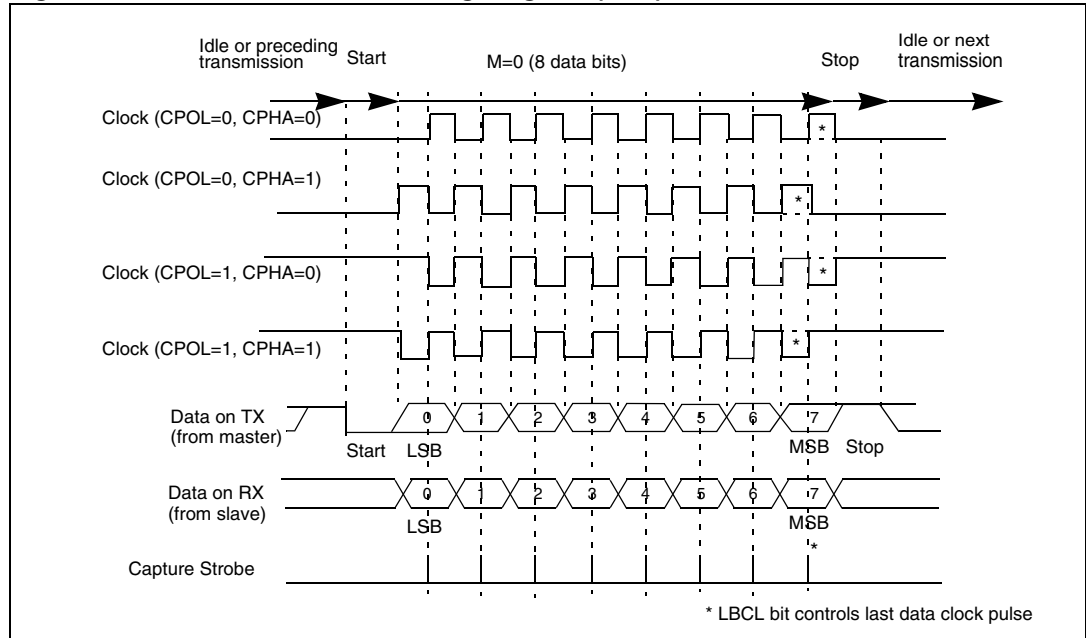 Idle or preceding
transmission
Start
M=0 (8 data bits)
Stop
Idle or next
transmission
Clock (CPOL=0, CPHA=0)
*
Clock (CPOL=0, CPHA=1)
*
Clock (CPOL=1, CPHA=0)
*
Clock (CPOL=1, CPHA=1)
*
Data on TX
(from master)
0 1 2 3 4 5 6 7
Start LSB MSB Stop
Data on RX
(from slave)
0 1 2 3 4 5 6 7
LSB MSB
*
Capture Strobe
* LBCL bit controls last data clock pulse